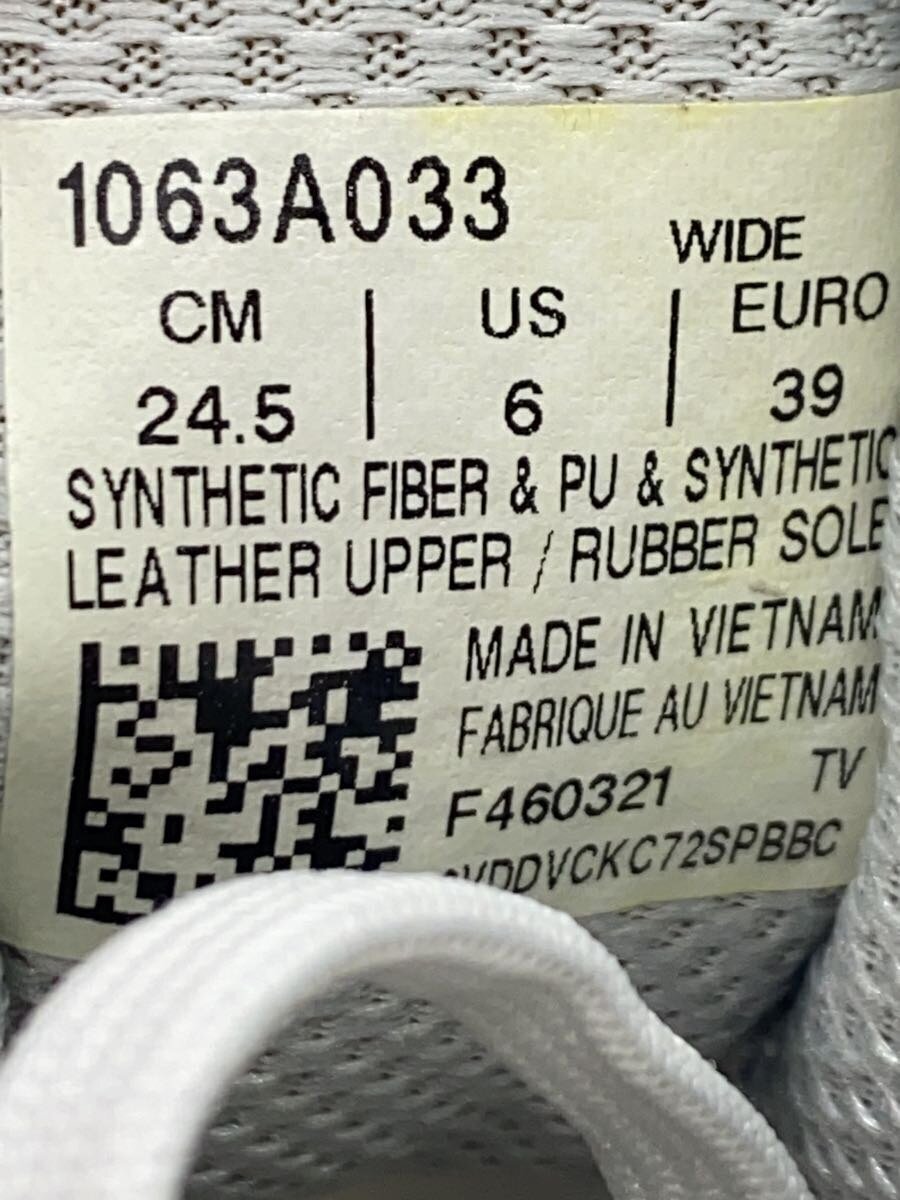 1063A033
WIDE
CM | US | EURO
24.5 | 6 | 39
SYNTHETIC FIBER & PU & SYNTHETIC
LEATHER UPPER / RUBBER SOLE
MADE IN VIETNAM
FABRIQUE AU VIETNAM
F460321 TV